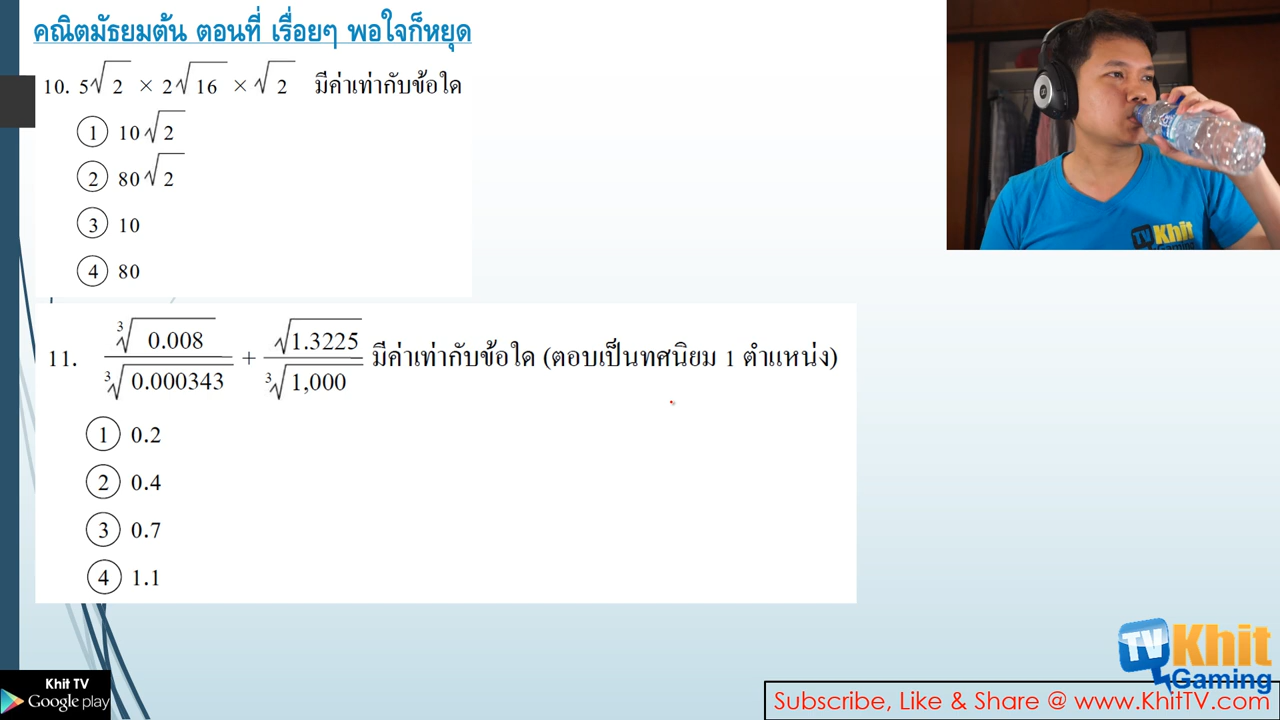 คณิตมัธยมต้น ตอนที่ เรื่อยๆ พอใจก็หยุด
10. 5√2 × 2√16 × √2 มีค่าเท่ากับข้อใด
1 10√2
2 80√2
3 10
4 80
11. ∛0.008 / ∛0.000343 + √1.3225 / ∛1,000 มีค่าเท่ากับข้อใด (ตอบเป็นทศนิยม 1 ตำแหน่ง)
1 0.2
2 0.4
3 0.7
4 1.1
TV Khit Gaming
TV Khit Gaming
Khit TV
Google play
Subscribe, Like & Share @ www.KhitTV.com